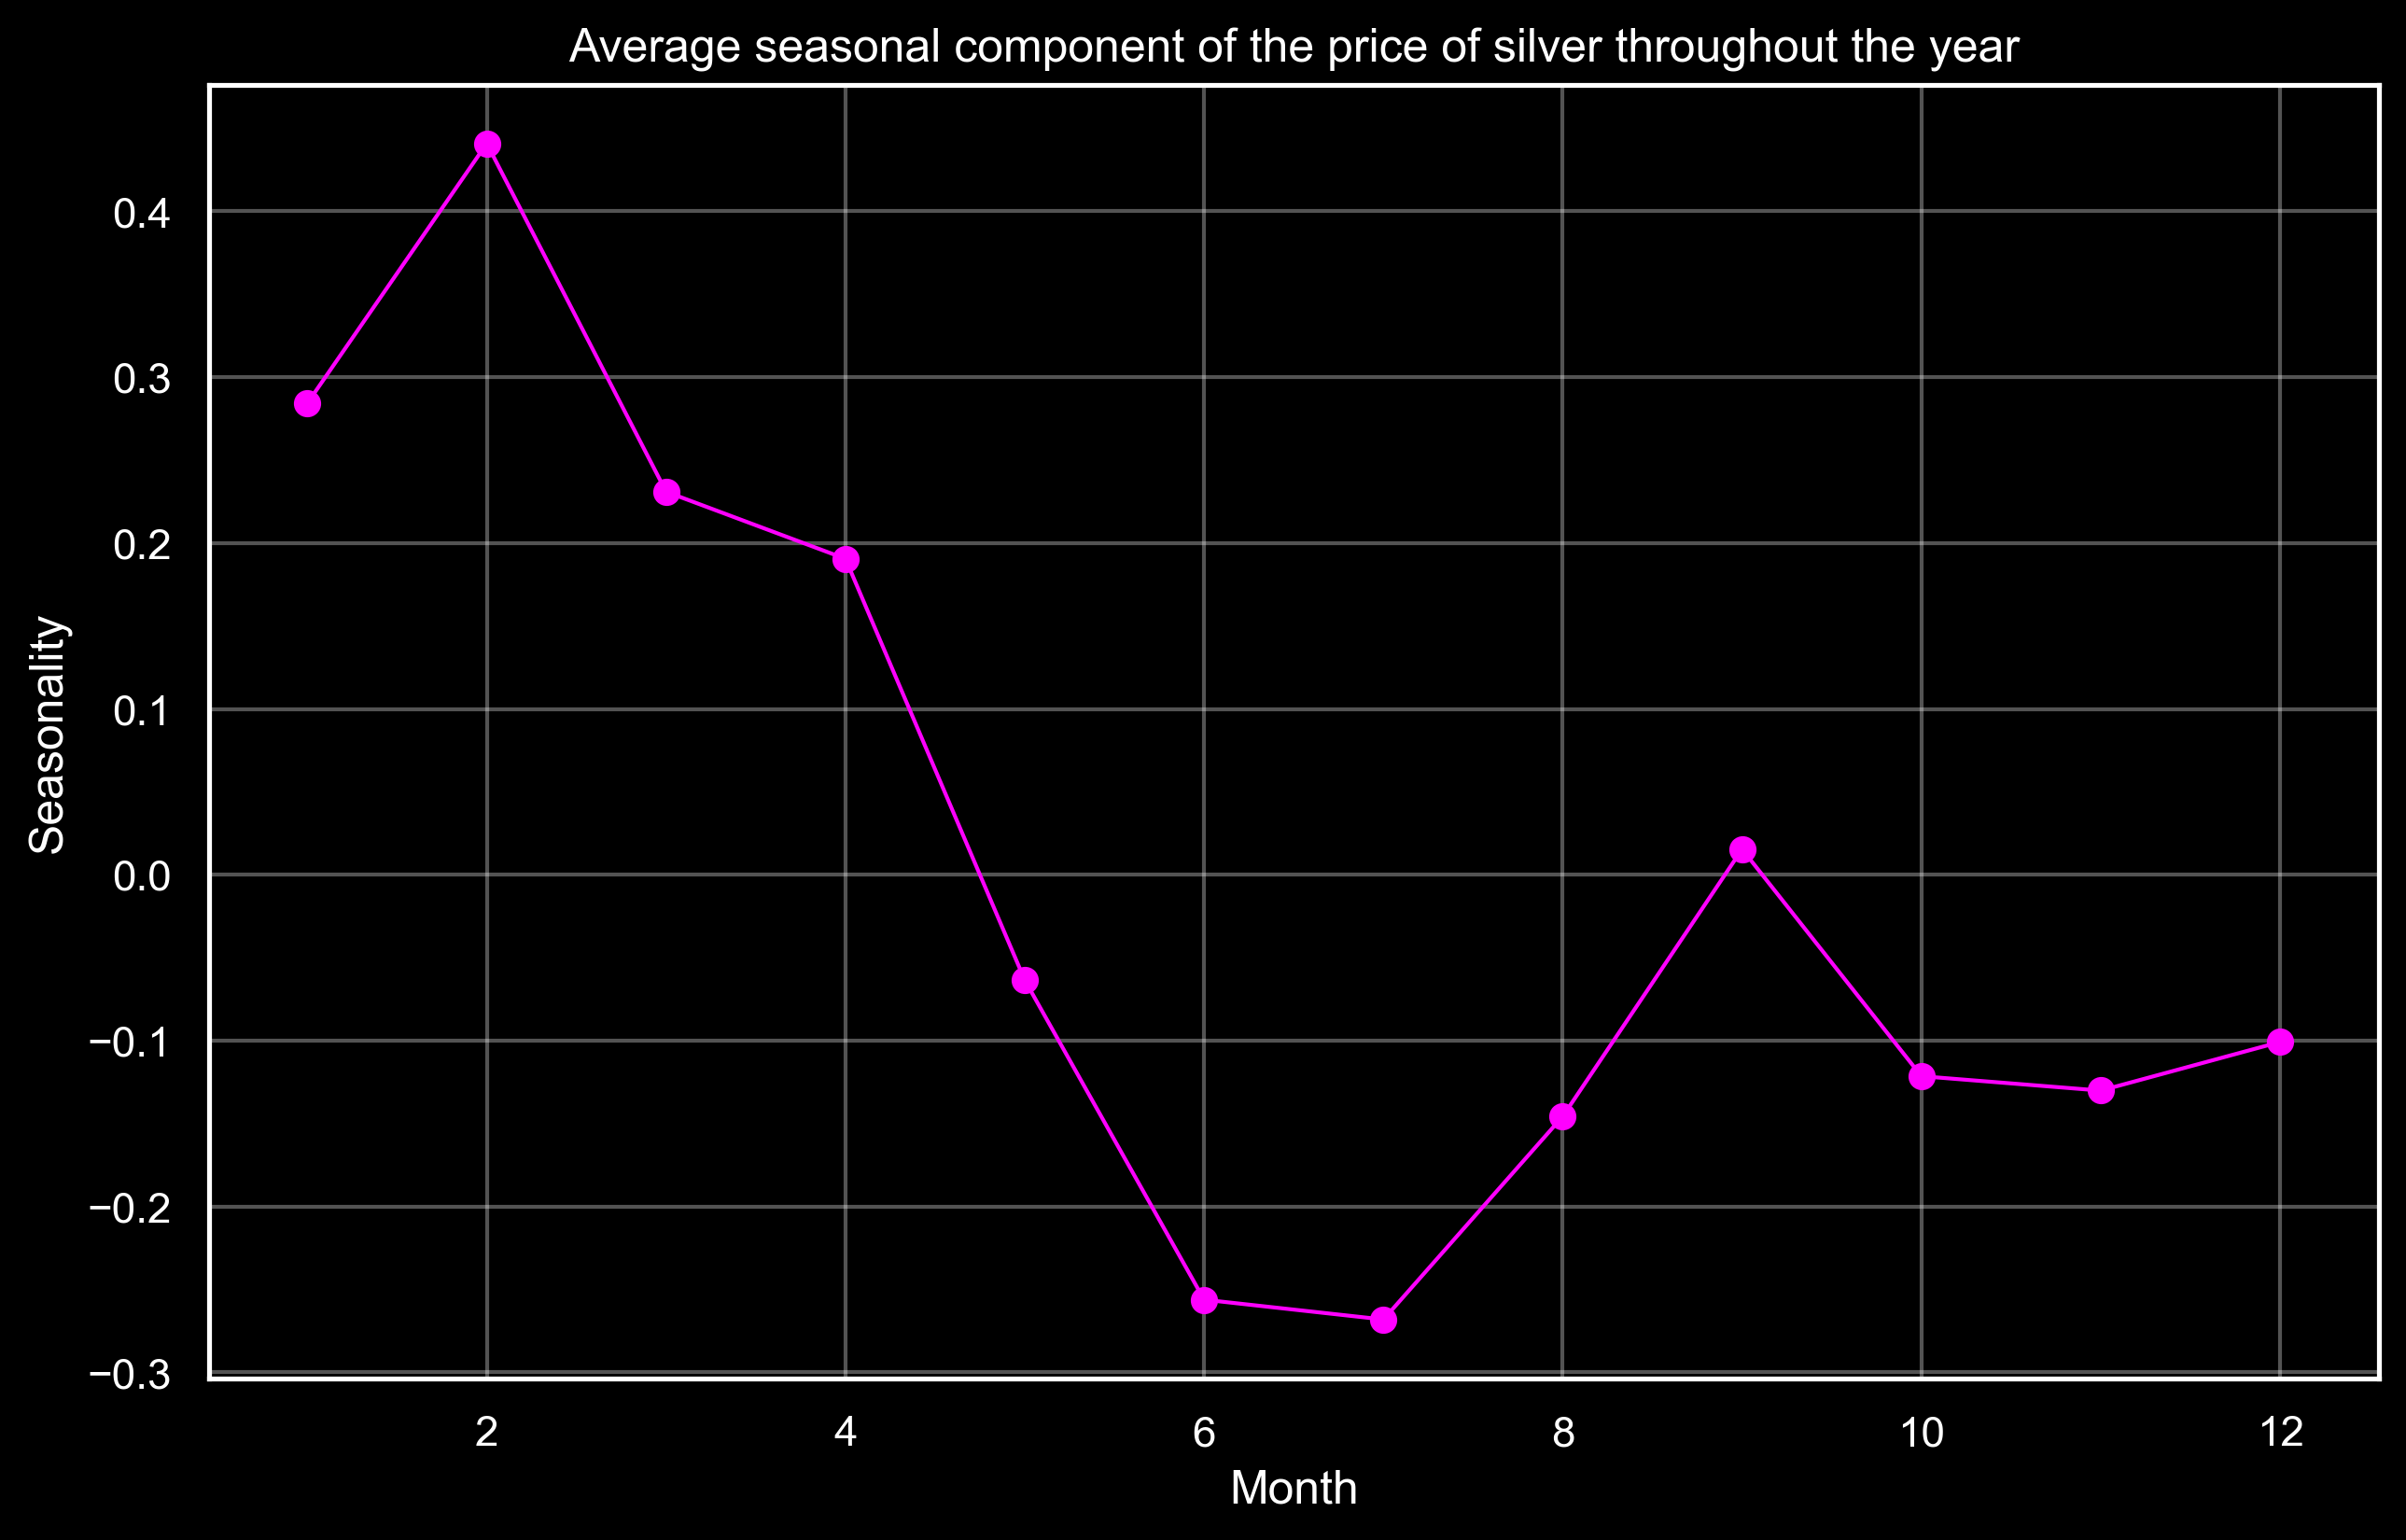 Average seasonal component of the price of silver throughout the year
0.4
0.3
0.2
0.1
0.0
−0.1
−0.2
−0.3
Seasonality
2 4 6 8 10 12
Month